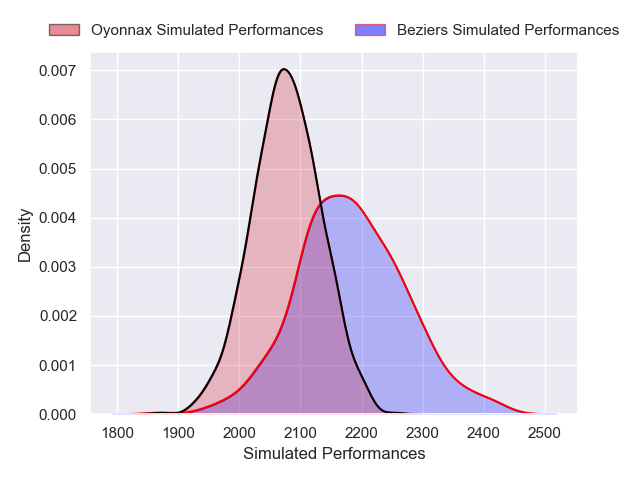 Oyonnax Simulated Performances Beziers Simulated Performances
0.007
0.006
0.005
0.004
0.003
0.002
0.001
0.000
Density
1800 1900 2000 2100 2200 2300 2400 2500
Simulated Performances